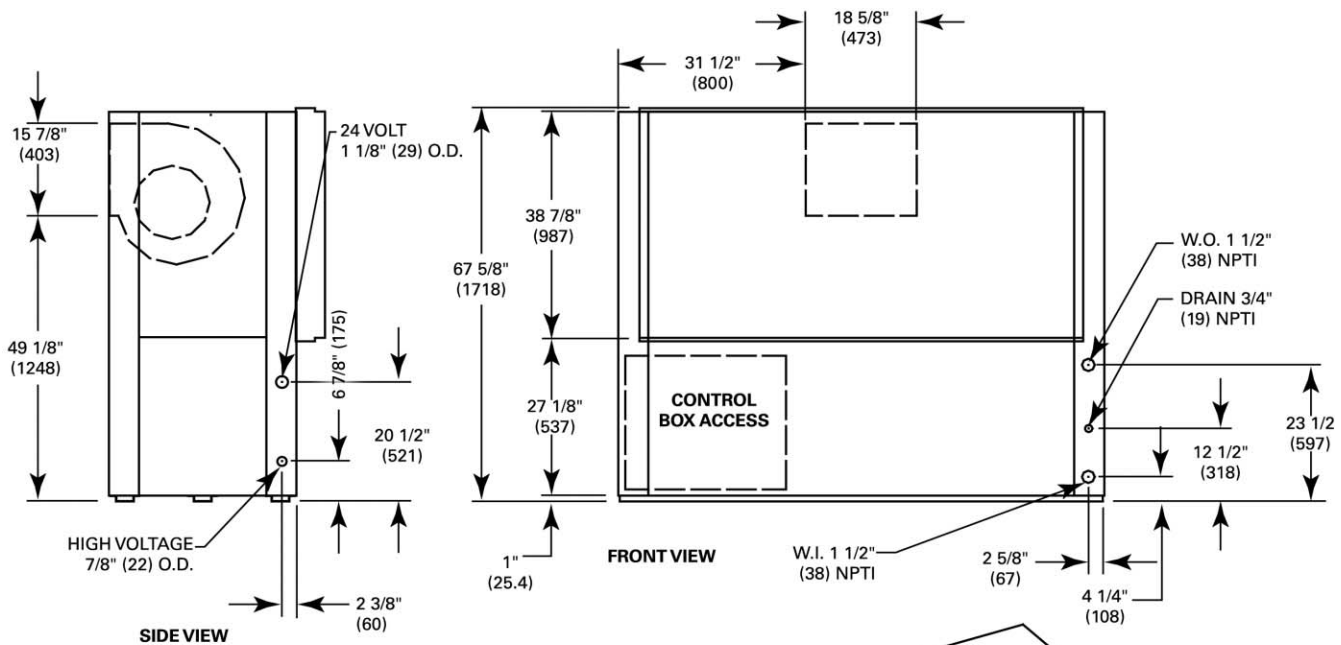 15 7/8"
(403)
49 1/8"
(1248)
24 VOLT
1 1/8" (29) O.D.
6 7/8" (175)
20 1/2"
(521)
HIGH VOLTAGE
7/8" (22) O.D.
2 3/8"
(60)
SIDE VIEW
18 5/8"
(473)
31 1/2"
(800)
38 7/8"
(987)
67 5/8"
(1718)
27 1/8"
(537)
CONTROL
BOX ACCESS
1"
(25.4)
FRONT VIEW
W.O. 1 1/2"
(38) NPTI
DRAIN 3/4"
(19) NPTI
23 1/2
(597)
12 1/2"
(318)
W.I. 1 1/2"
(38) NPTI
2 5/8"
(67)
4 1/4"
(108)